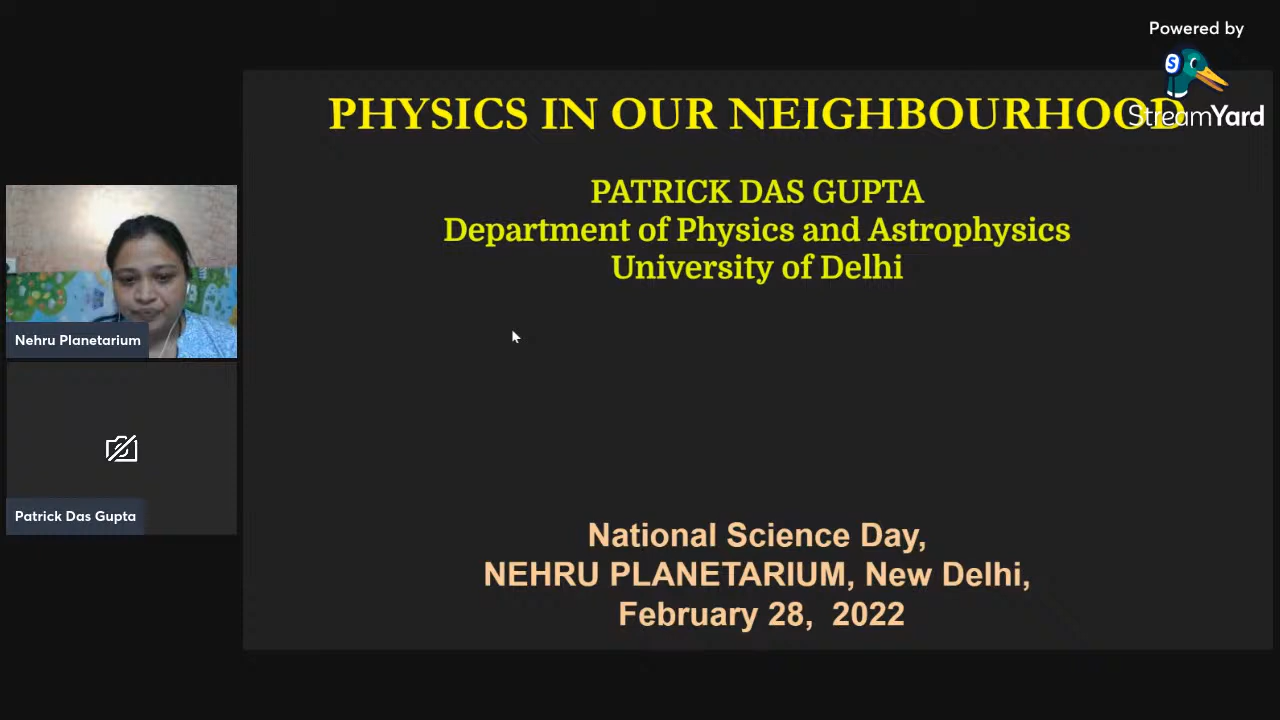 Powered by
StreamYard
PHYSICS IN OUR NEIGHBOURHOOD
PATRICK DAS GUPTA
Department of Physics and Astrophysics
University of Delhi
Nehru Planetarium
Patrick Das Gupta
National Science Day,
NEHRU PLANETARIUM, New Delhi,
February 28, 2022